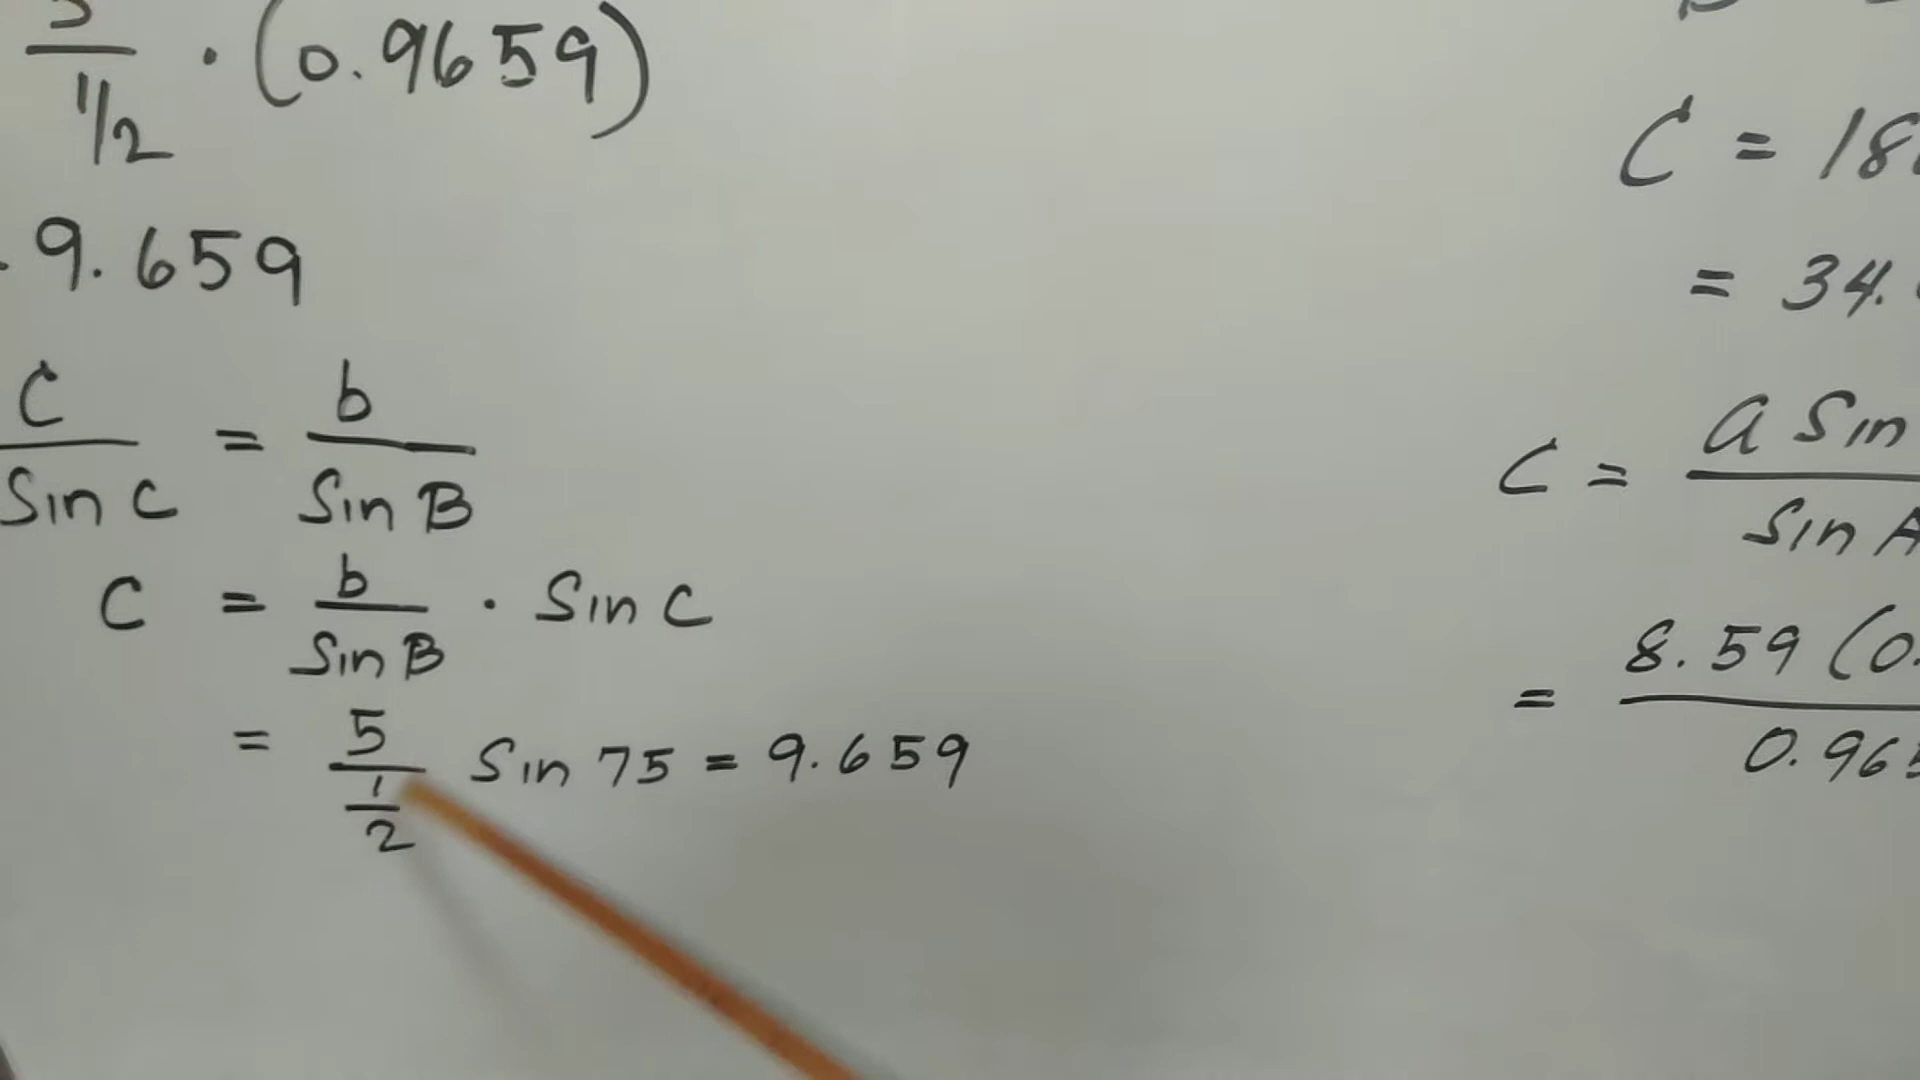 1/2 · (0.9659)
9.659
C / Sin C = b / Sin B
C = b / Sin B · Sin C
= 5 / 1/2 Sin 75 = 9.659
C = 18
= 34.
C = a Sin / Sin A
= 8.59 (0. / 0.965